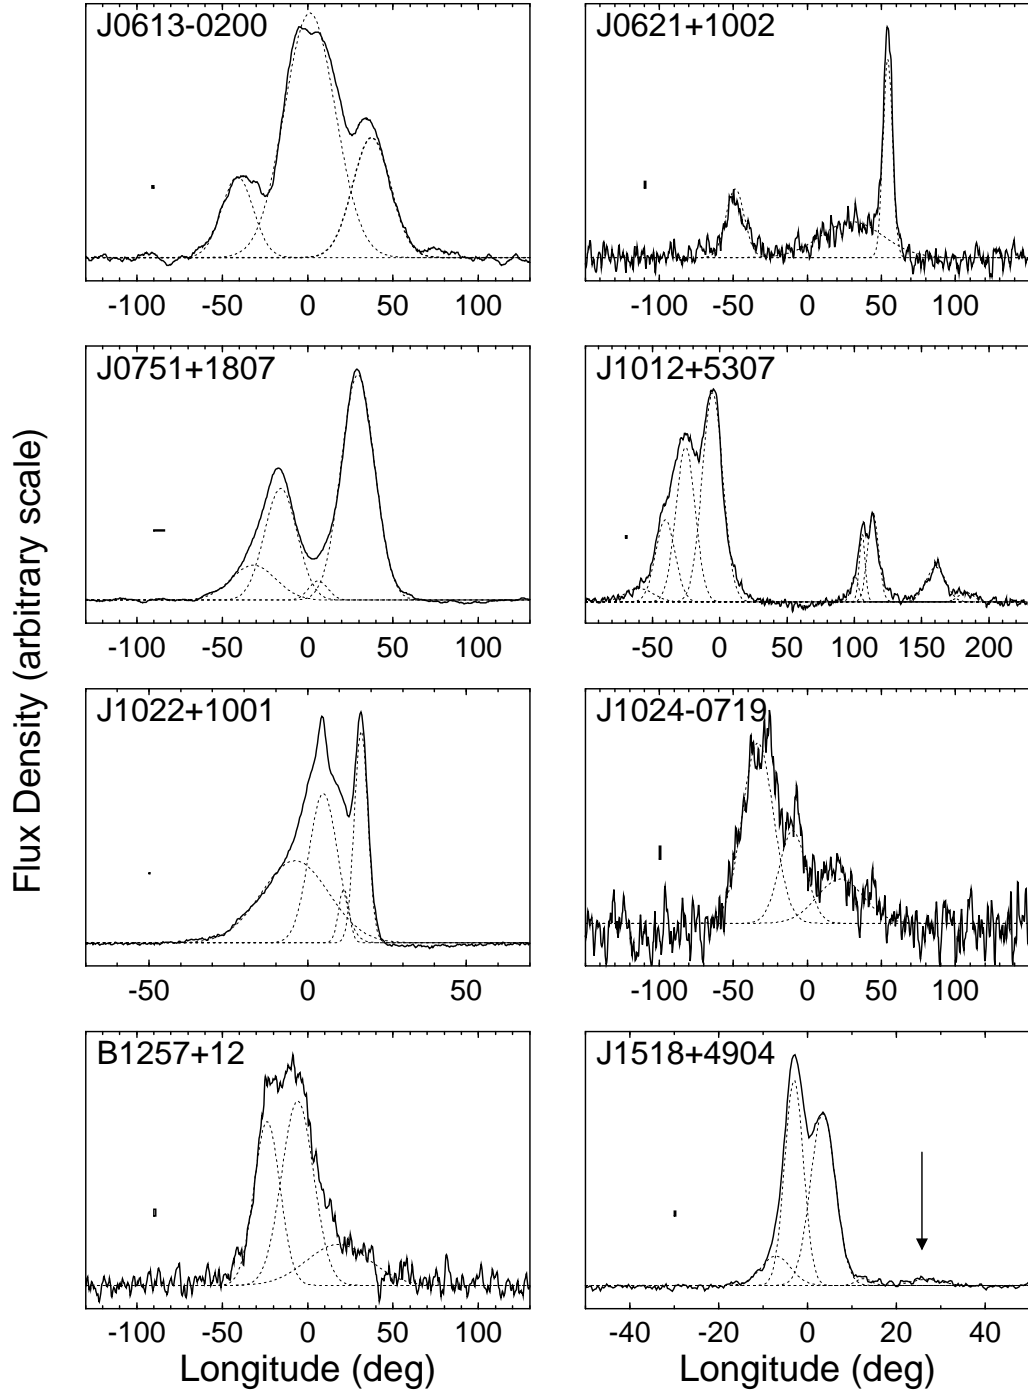 Flux Density (arbitrary scale)
J0613-0200
-100 -50 0 50 100
J0621+1002
-100 -50 0 50 100
J0751+1807
-100 -50 0 50 100
J1012+5307
-50 0 50 100 150 200
J1022+1001
-50 0 50
J1024-0719
-100 -50 0 50 100
B1257+12
-100 -50 0 50 100
Longitude (deg)
J1518+4904
-40 -20 0 20 40
Longitude (deg)